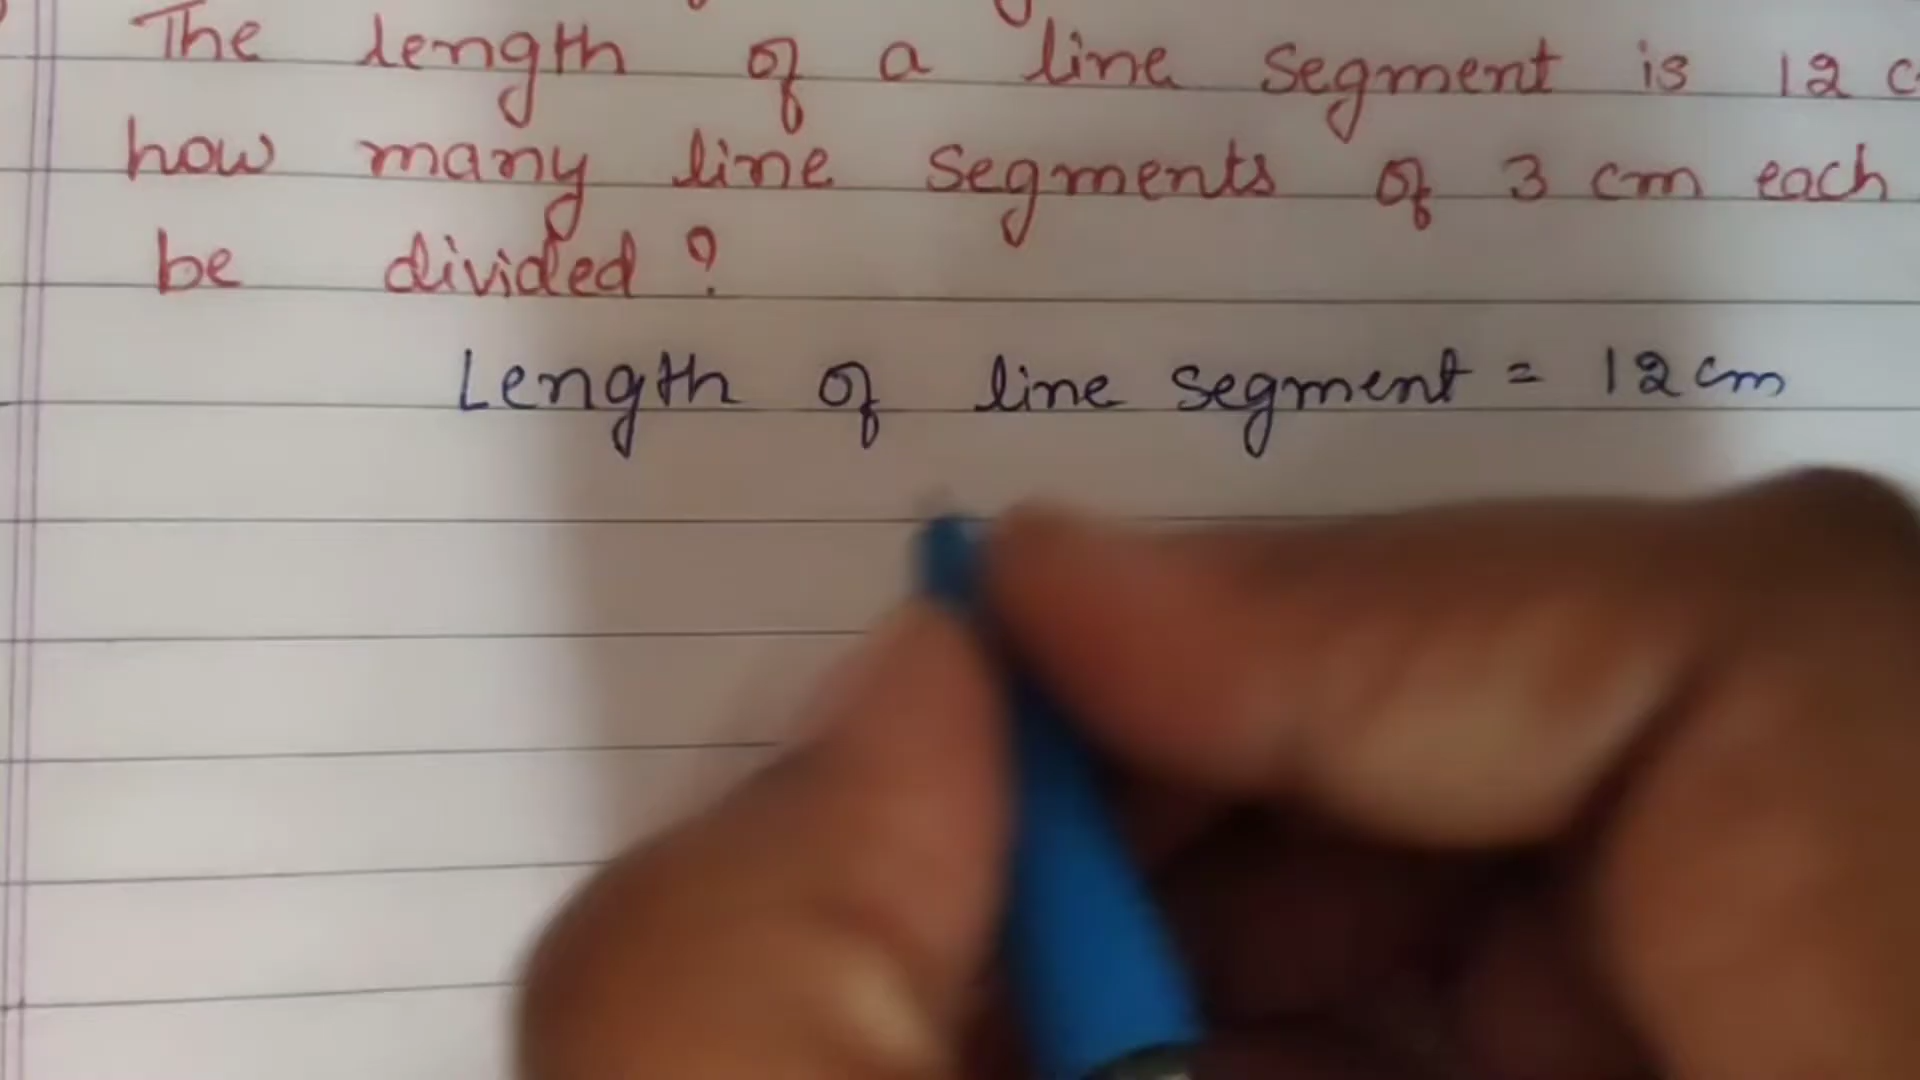 The length of a line segment is 12
how many line segments of 3 cm each
be divided ?
Length of line segment = 12 cm